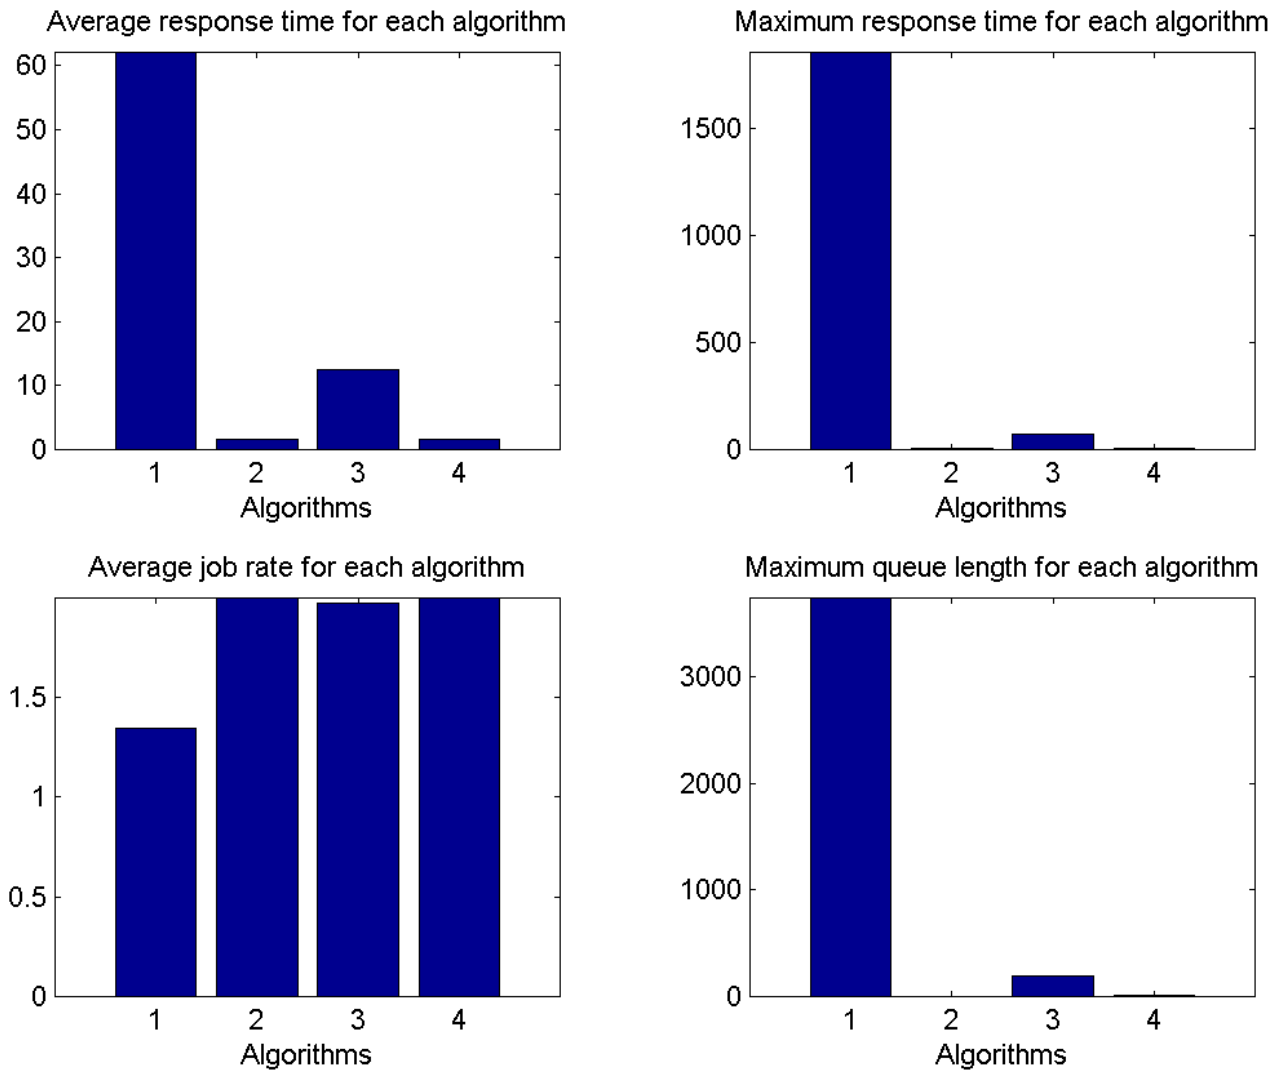 Average response time for each algorithm
60
50
40
30
20
10
0
1 2 3 4
Algorithms
Maximum response time for each algorithm
1500
1000
500
0
1 2 3 4
Algorithms
Average job rate for each algorithm
1.5
1
0.5
0
1 2 3 4
Algorithms
Maximum queue length for each algorithm
3000
2000
1000
0
1 2 3 4
Algorithms